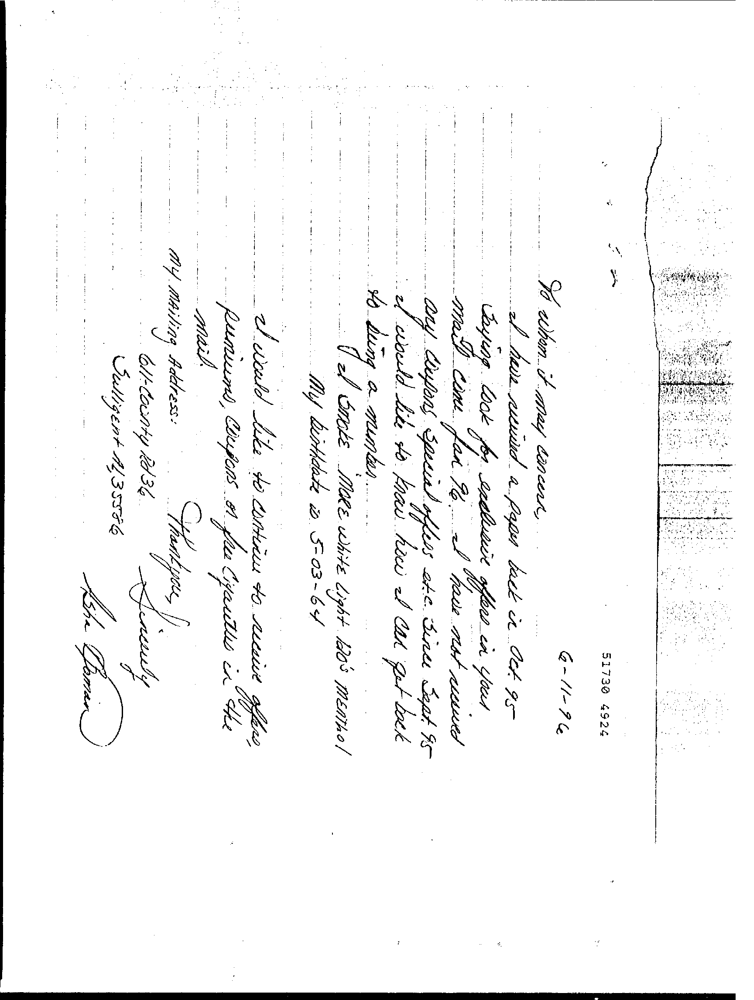 51730 4924
6-11-96
To whom it may concern,
I have received a paper back in Oct. 95
saying look for exclusive offers in your
mail come Jan 96. I have not received
any coupons, special offers etc. since Sept. 95
I would like to know how I can get back
to being a member.
I smoke MORE White Light 120's menthol
My birthdate is 5-03-64
I would like to continue to receive offers,
premiums, coupons or free cigarettes in the
mail.
Thankyou,
My mailing Address: Sincerely
611-County Rd 36
Sulligent Al, 35586